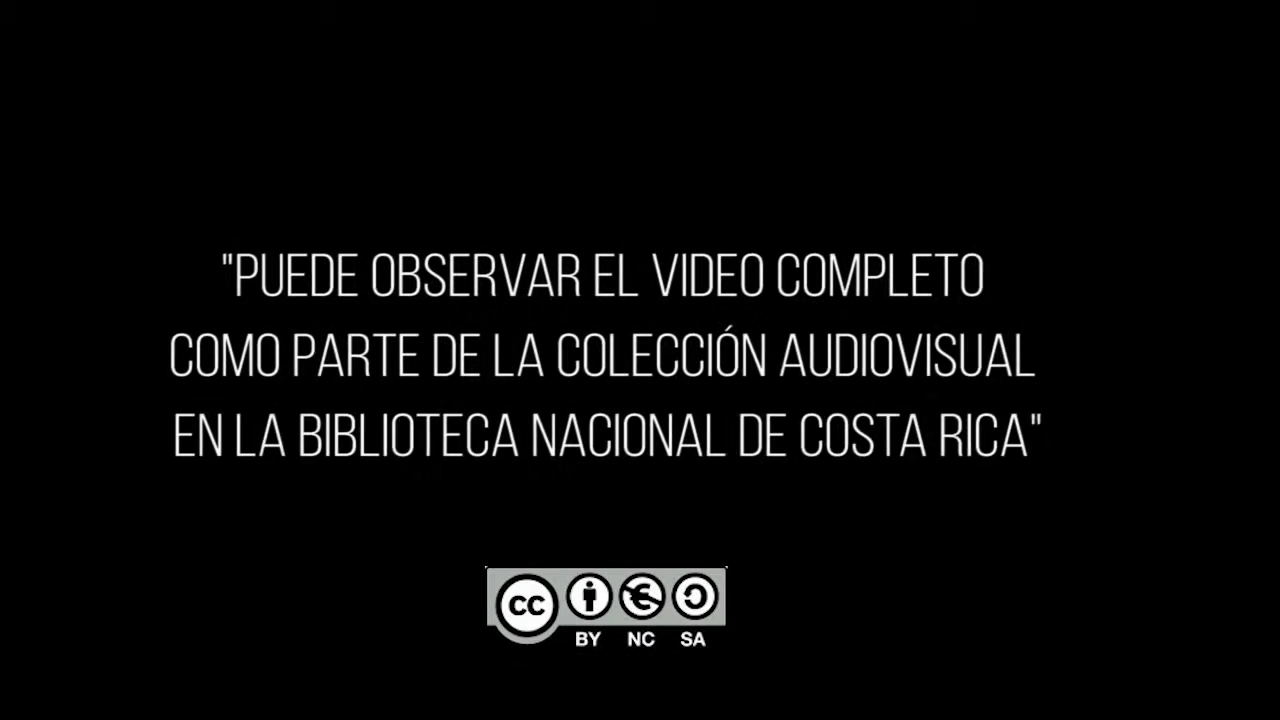 "PUEDE OBSERVAR EL VIDEO COMPLETO
COMO PARTE DE LA COLECCIÓN AUDIOVISUAL
EN LA BIBLIOTECA NACIONAL DE COSTA RICA"
CC
BY NC SA